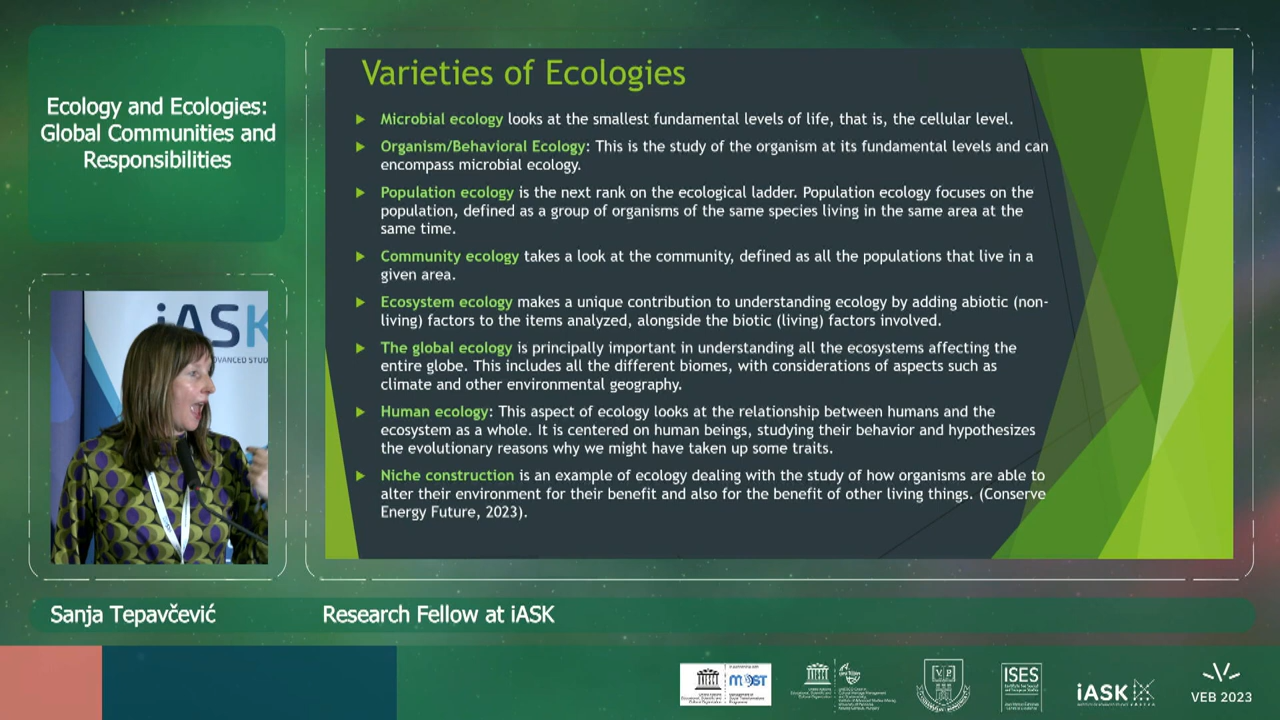 Ecology and Ecologies:
Global Communities and
Responsibilities
Varieties of Ecologies
Microbial ecology looks at the smallest fundamental levels of life, that is, the cellular level.
Organism/Behavioral Ecology: This is the study of the organism at its fundamental levels and can
encompass microbial ecology.
Population ecology is the next rank on the ecological ladder. Population ecology focuses on the
population, defined as a group of organisms of the same species living in the same area at the
same time.
Community ecology takes a look at the community, defined as all the populations that live in a
given area.
Ecosystem ecology makes a unique contribution to understanding ecology by adding abiotic (non-
living) factors to the items analyzed, alongside the biotic (living) factors involved.
The global ecology is principally important in understanding all the ecosystems affecting the
entire globe. This includes all the different biomes, with considerations of aspects such as
climate and other environmental geography.
Human ecology: This aspect of ecology looks at the relationship between humans and the
ecosystem as a whole. It is centered on human beings, studying their behavior and hypothesizes
the evolutionary reasons why we might have taken up some traits.
Niche construction is an example of ecology dealing with the study of how organisms are able to
alter their environment for their benefit and also for the benefit of other living things. (Conserve
Energy Future, 2023).
iASK
ADVANCED STUD
Sanja Tepavčević
Research Fellow at iASK
MOST
ISES
iASK
VEB 2023